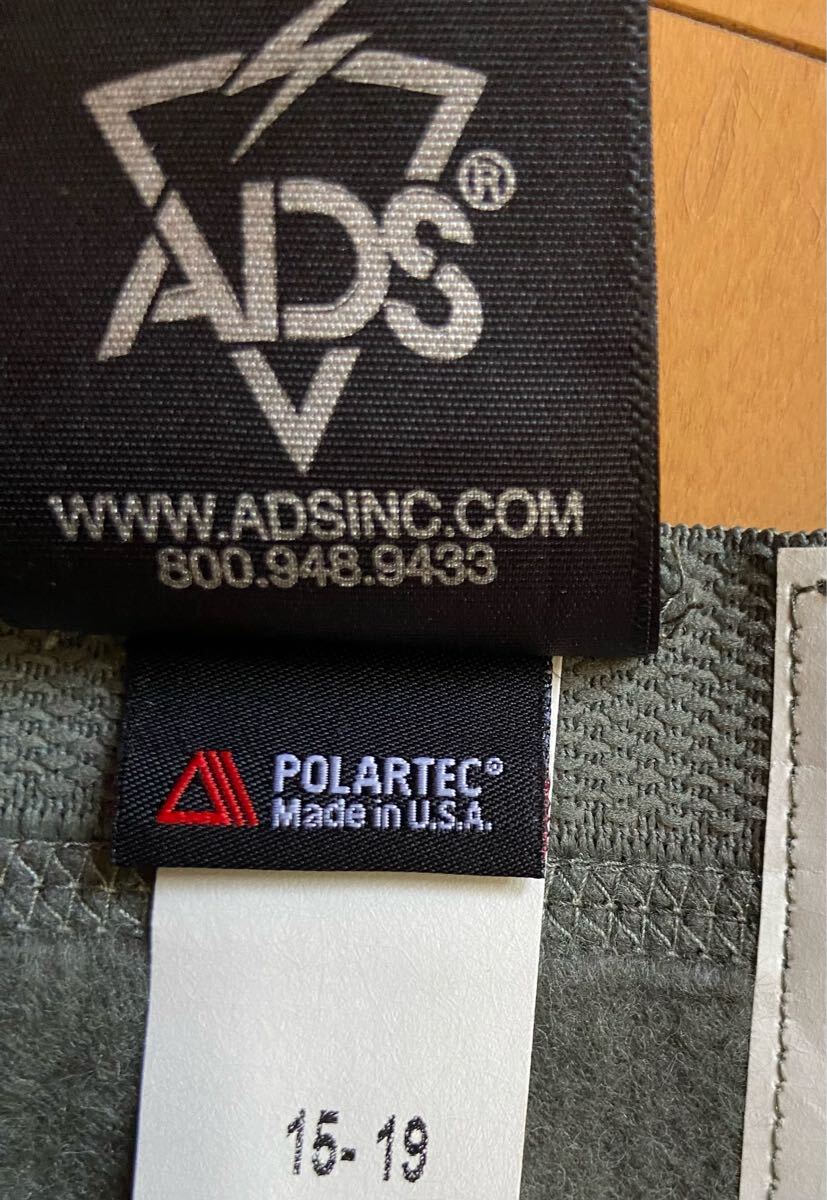 ADS®
WWW.ADSINC.COM
800.948.9433
POLARTEC®
Made in U.S.A.
15-19